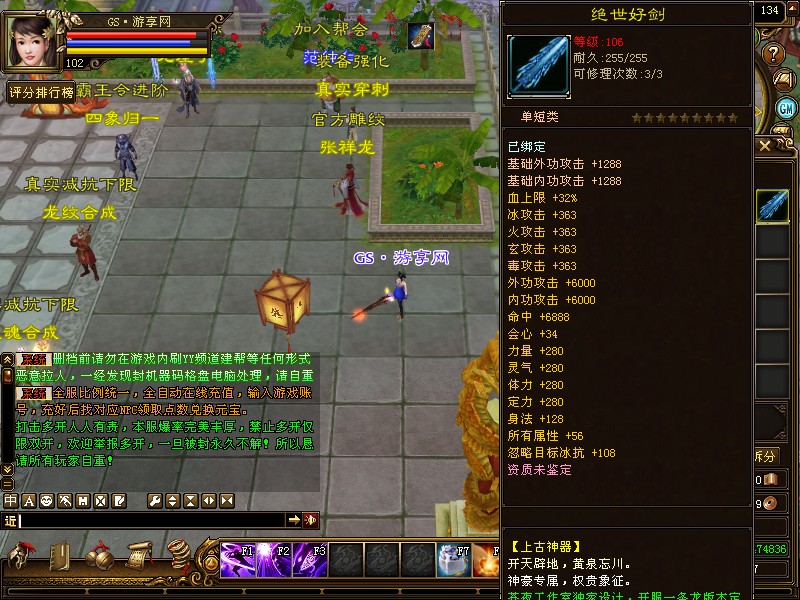 GS·游享网
102
评分排行榜
霸王令进阶
四象归一
加入帮会
装备强化
真实穿刺
官方雕纹
张祥龙
真实减抗下限
龙纹合成
GS·游享网
减抗下限
魂合成
系统 删档前请勿在游戏内刷YY频道建帮等任何形式
恶意拉人，一经发现封机器码格盘电脑处理，请自重
系统 全服比例统一，全自动在线充值，输入游戏账
号，充好后找对应NPC领取点数兑换元宝。
打击多开人人有责，本服爆率完美丰厚，禁止多开仅
限双开，欢迎举报多开，一旦被封永久不解！所以恳
请所有玩家自重！
中 A
近
F1 F2 F3 F7
绝世好剑
等级:106
耐久:255/255
可修理次数:3/3
单短类 ★★★★★★★★★
已绑定
基础外功攻击 +1288
基础内功攻击 +1288
血上限 +32%
冰攻击 +363
火攻击 +363
玄攻击 +363
毒攻击 +363
外功攻击 +6000
内功攻击 +6000
命中 +6888
会心 +34
力量 +280
灵气 +280
体力 +280
定力 +280
身法 +128
所有属性 +56
忽略目标冰抗 +108
资质未鉴定
【上古神器】
开天辟地，黄泉忘川。
神豪专属，权贵象征。
134
GM
拆分
74836